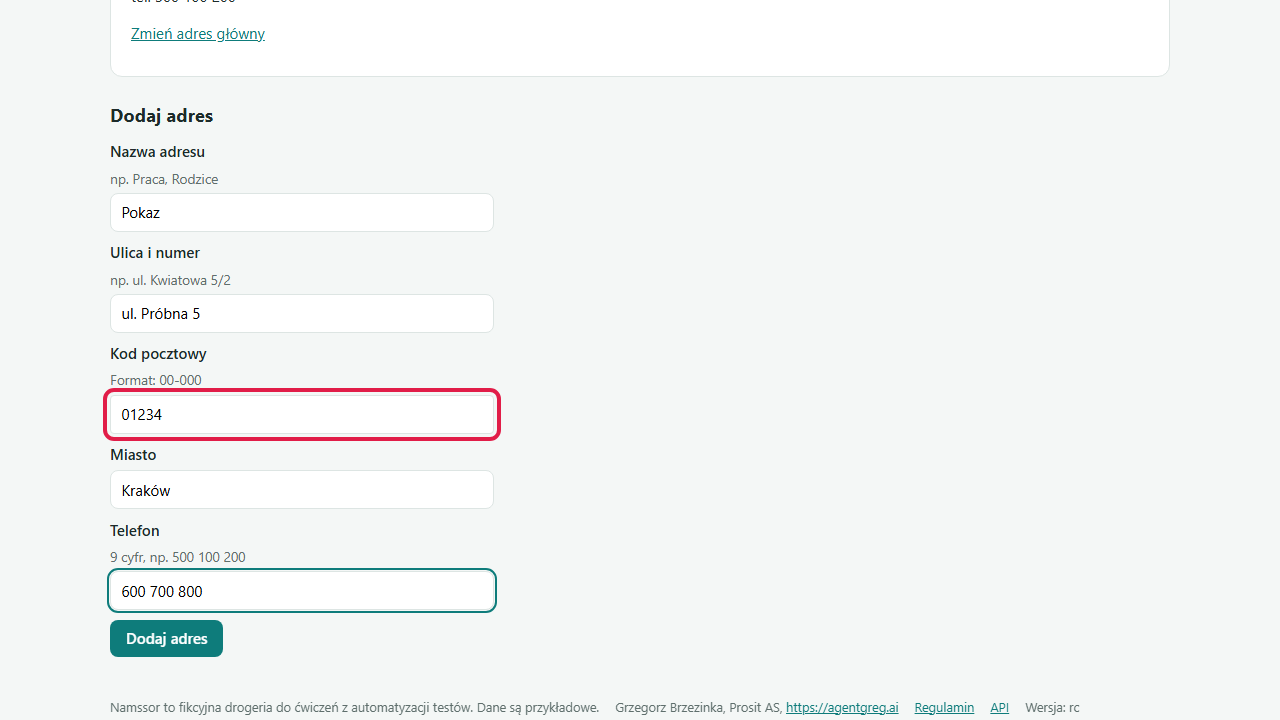 Zmień adres główny
Dodaj adres
Nazwa adresu
np. Praca, Rodzice
Pokaz
Ulica i numer
np. ul. Kwiatowa 5/2
ul. Próbna 5
Kod pocztowy
Format: 00-000
01234
Miasto
Kraków
Telefon
9 cyfr, np. 500 100 200
600 700 800
Dodaj adres
Namssor to fikcyjna drogeria do ćwiczeń z automatyzacji testów. Dane są przykładowe. Grzegorz Brzezinka, Prosit AS, https://agentgreg.ai Regulamin API Wersja: rc